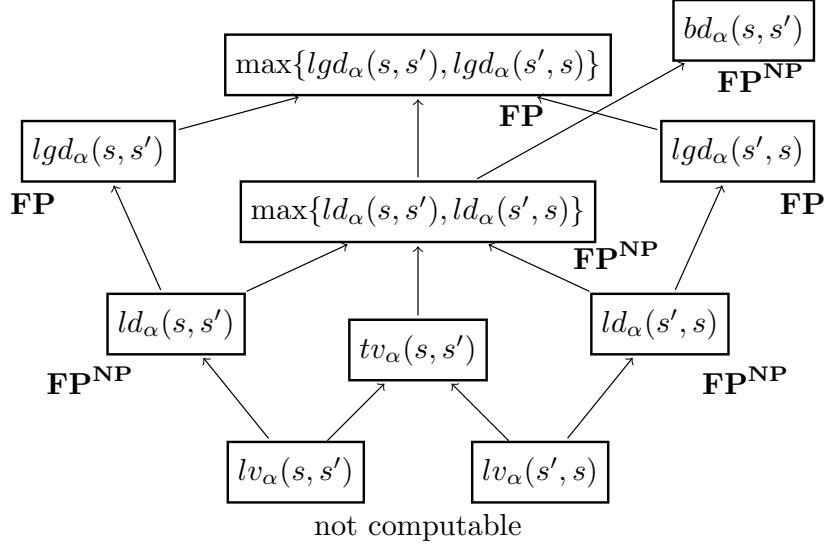 bd_α(s, s′)
max{lgd_α(s, s′), lgd_α(s′, s)}
FP^NP
FP
lgd_α(s, s′)
lgd_α(s′, s)
FP
FP
max{ld_α(s, s′), ld_α(s′, s)}
FP^NP
ld_α(s, s′)
ld_α(s′, s)
tv_α(s, s′)
FP^NP
FP^NP
lv_α(s, s′)
lv_α(s′, s)
not computable